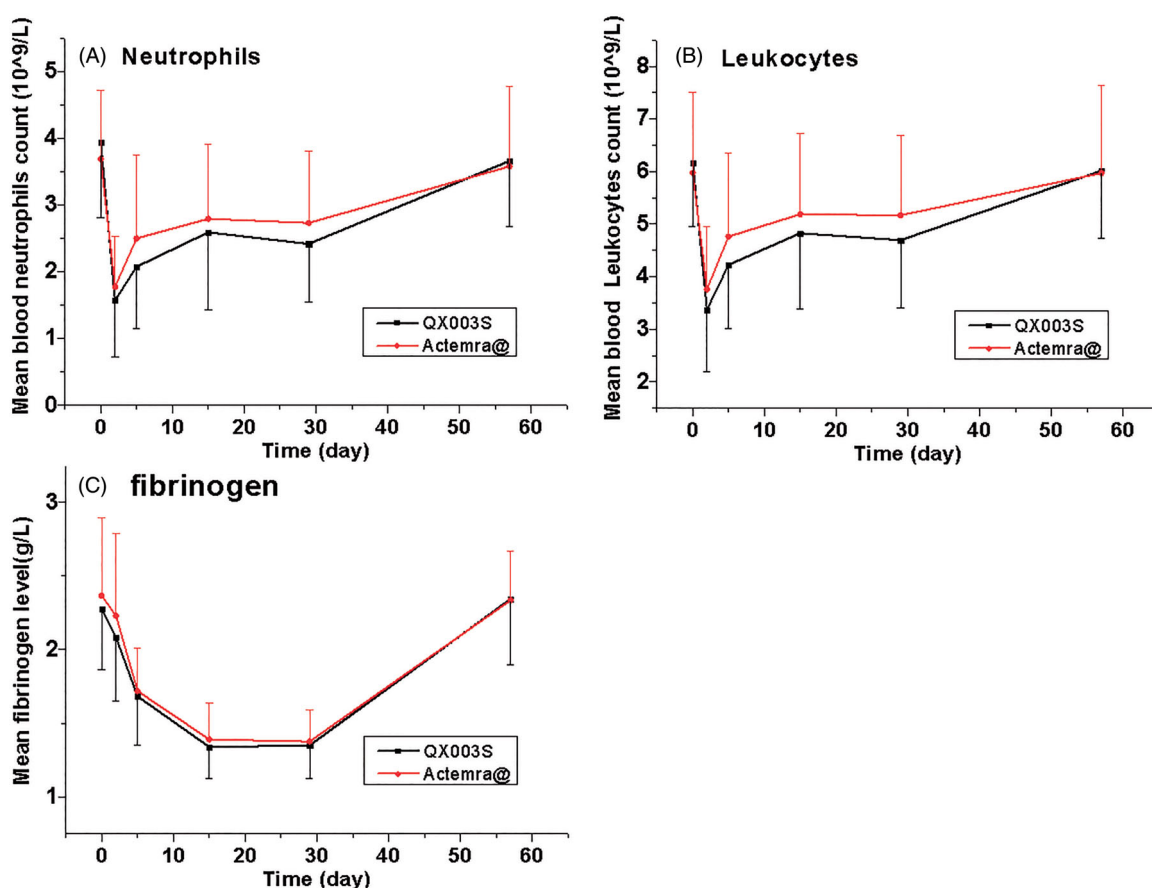 (A) Neutrophils
Mean blood neutrophils count (10^9/L)
5
4
3
2
1
0
QX003S
Actemra@
0 10 20 30 40 50 60
Time (day)
(B) Leukocytes
Mean blood Leukocytes count (10^9/L)
8
7
6
5
4
3
2
QX003S
Actemra@
0 10 20 30 40 50 60
Time (day)
(C) fibrinogen
Mean fibrinogen level(g/L)
3
2
1
QX003S
Actemra@
0 10 20 30 40 50 60
Time (day)